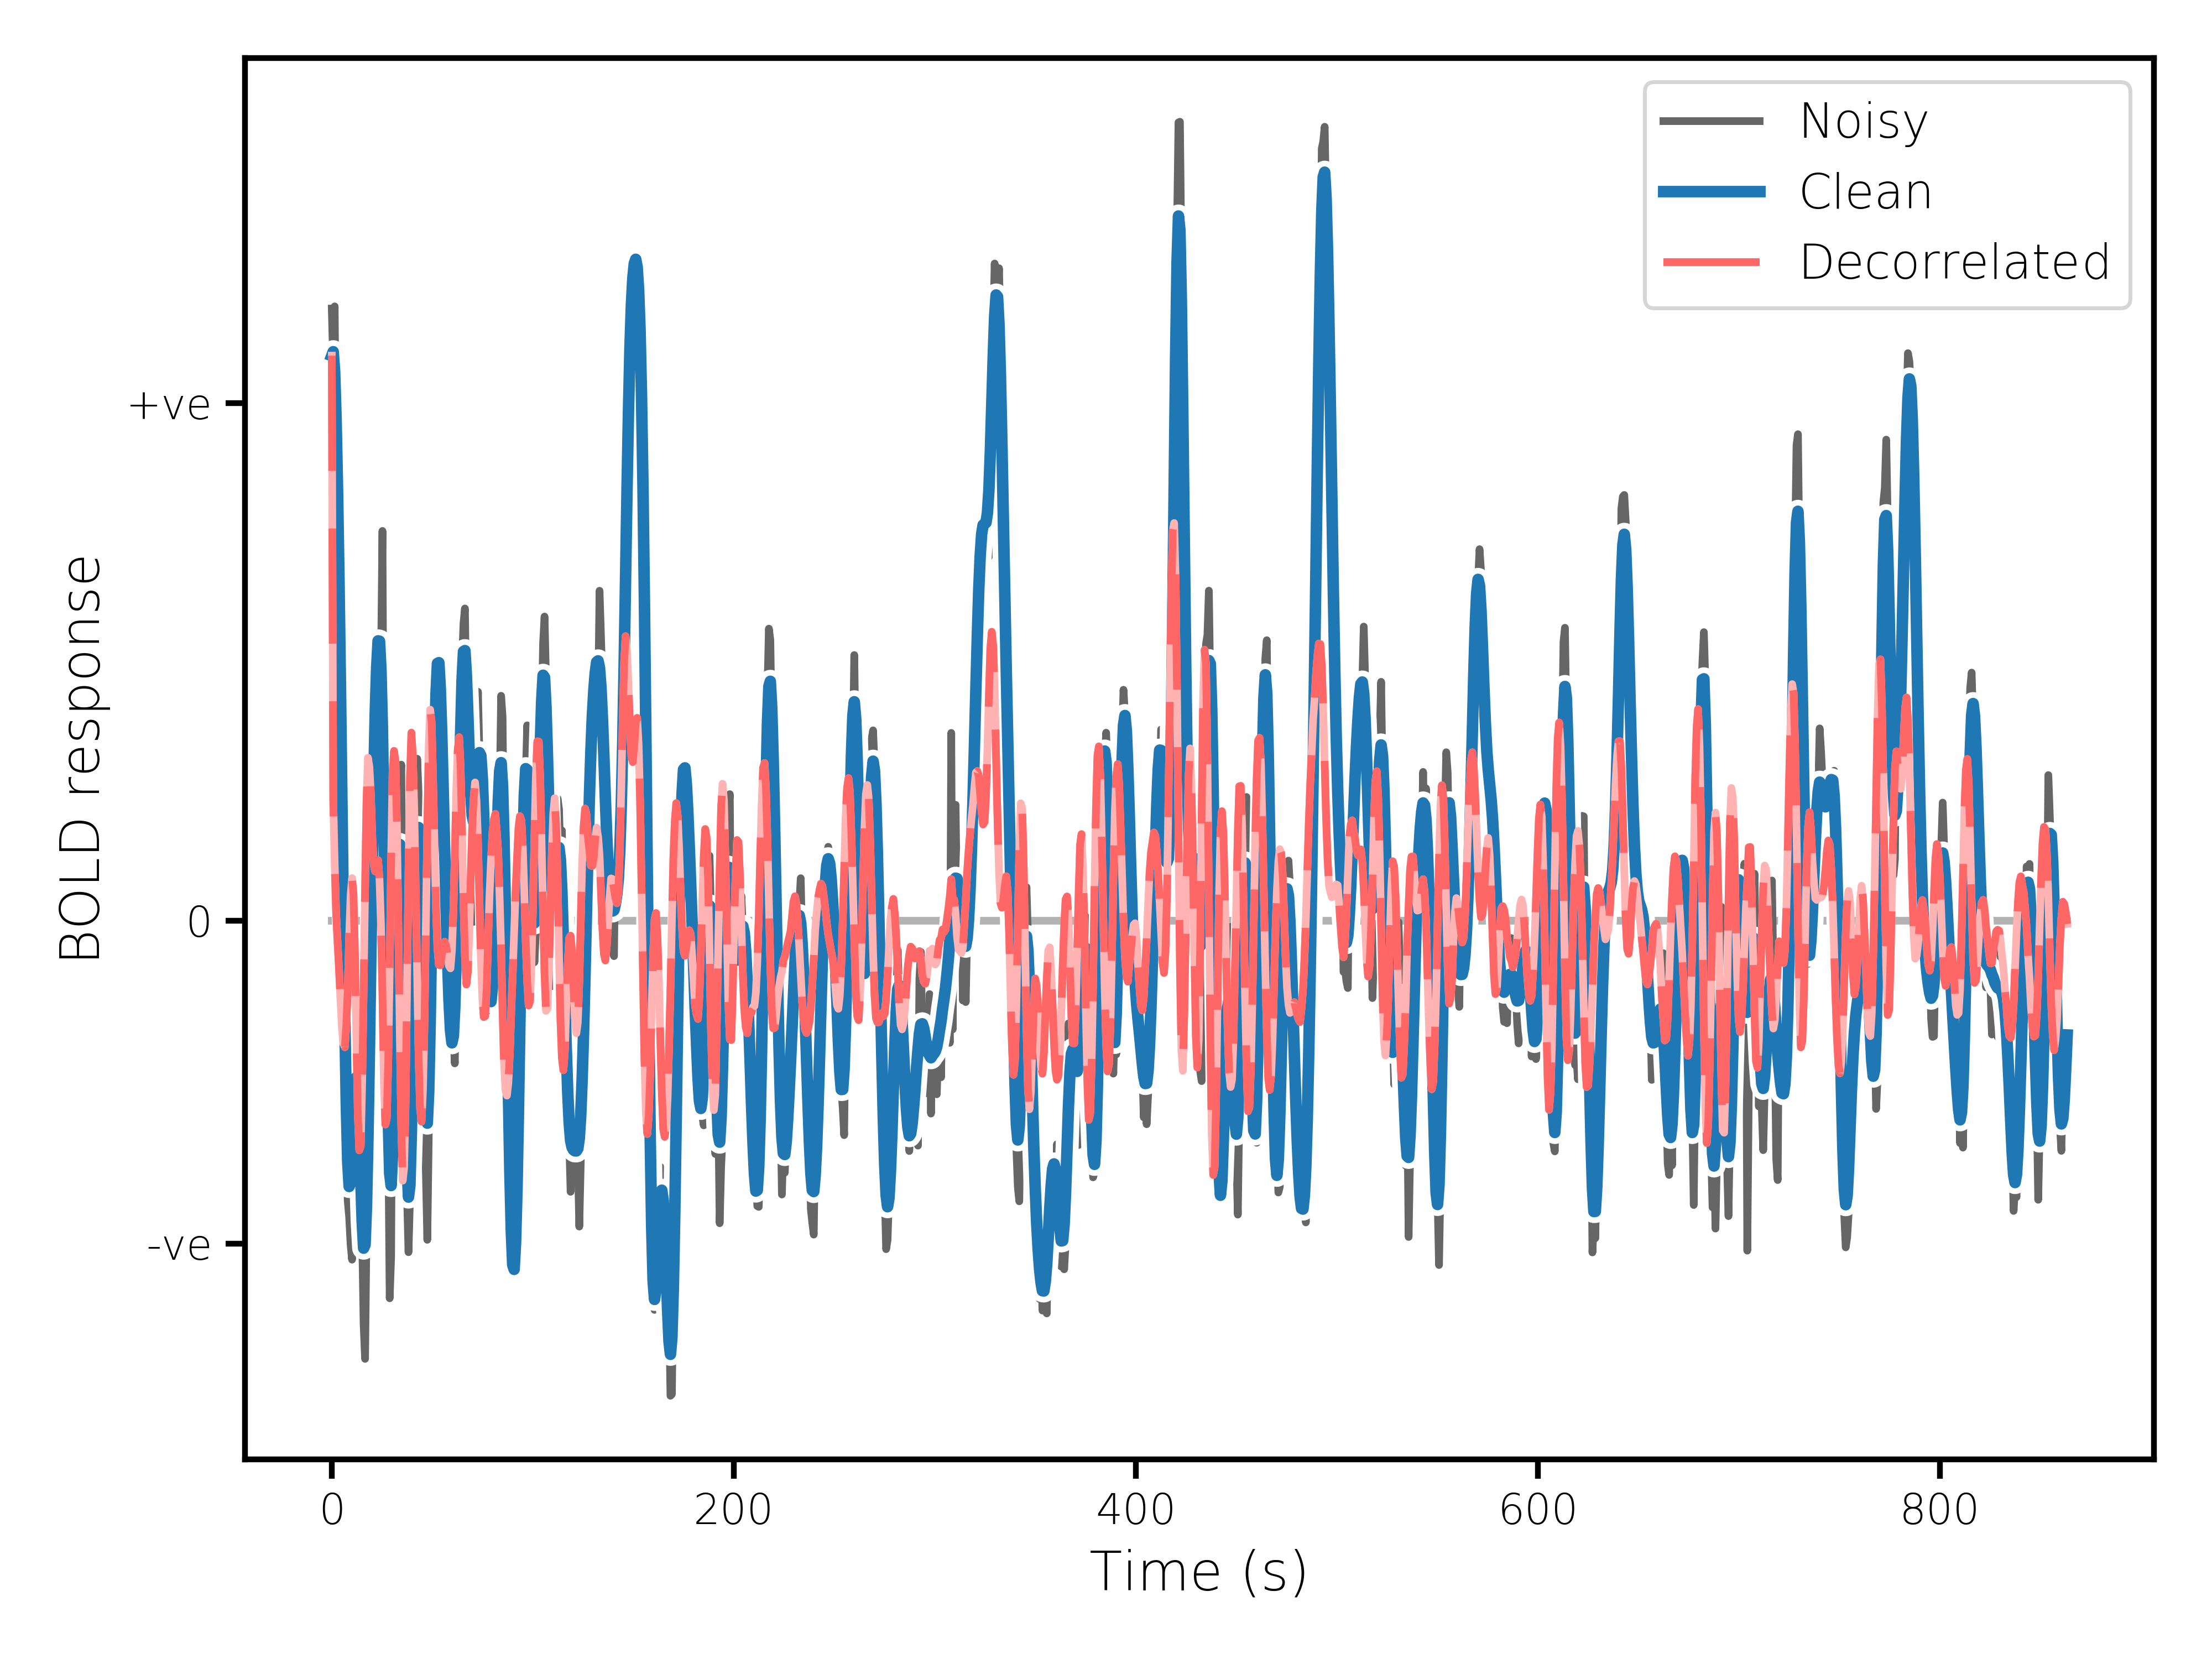 Noisy
Clean
Decorrelated
+ve
0
-ve
BOLD response
0
200
400
600
800
Time (s)